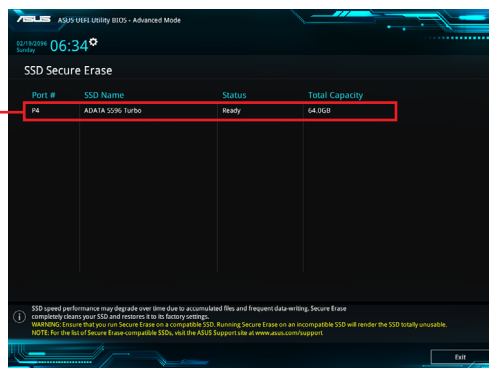 ASUS UEFI Utility BIOS - Advanced Mode
02/19/2096 Sunday 06:34
SSD Secure Erase
Port # SSD Name Status Total Capacity
P4 ADATA S596 Turbo Ready 64.0GB
SSD speed performance may degrade over time due to accumulated files and frequent data-writing. Secure Erase
completely cleans your SSD and restores it to its factory settings.
WARNING: Ensure that you run Secure Erase on a compatible SSD. Running Secure Erase on an incompatible SSD will render the SSD totally unusable.
NOTE: For the list of Secure Erase-compatible SSDs, visit the ASUS Support site at www.asus.com/support
Exit